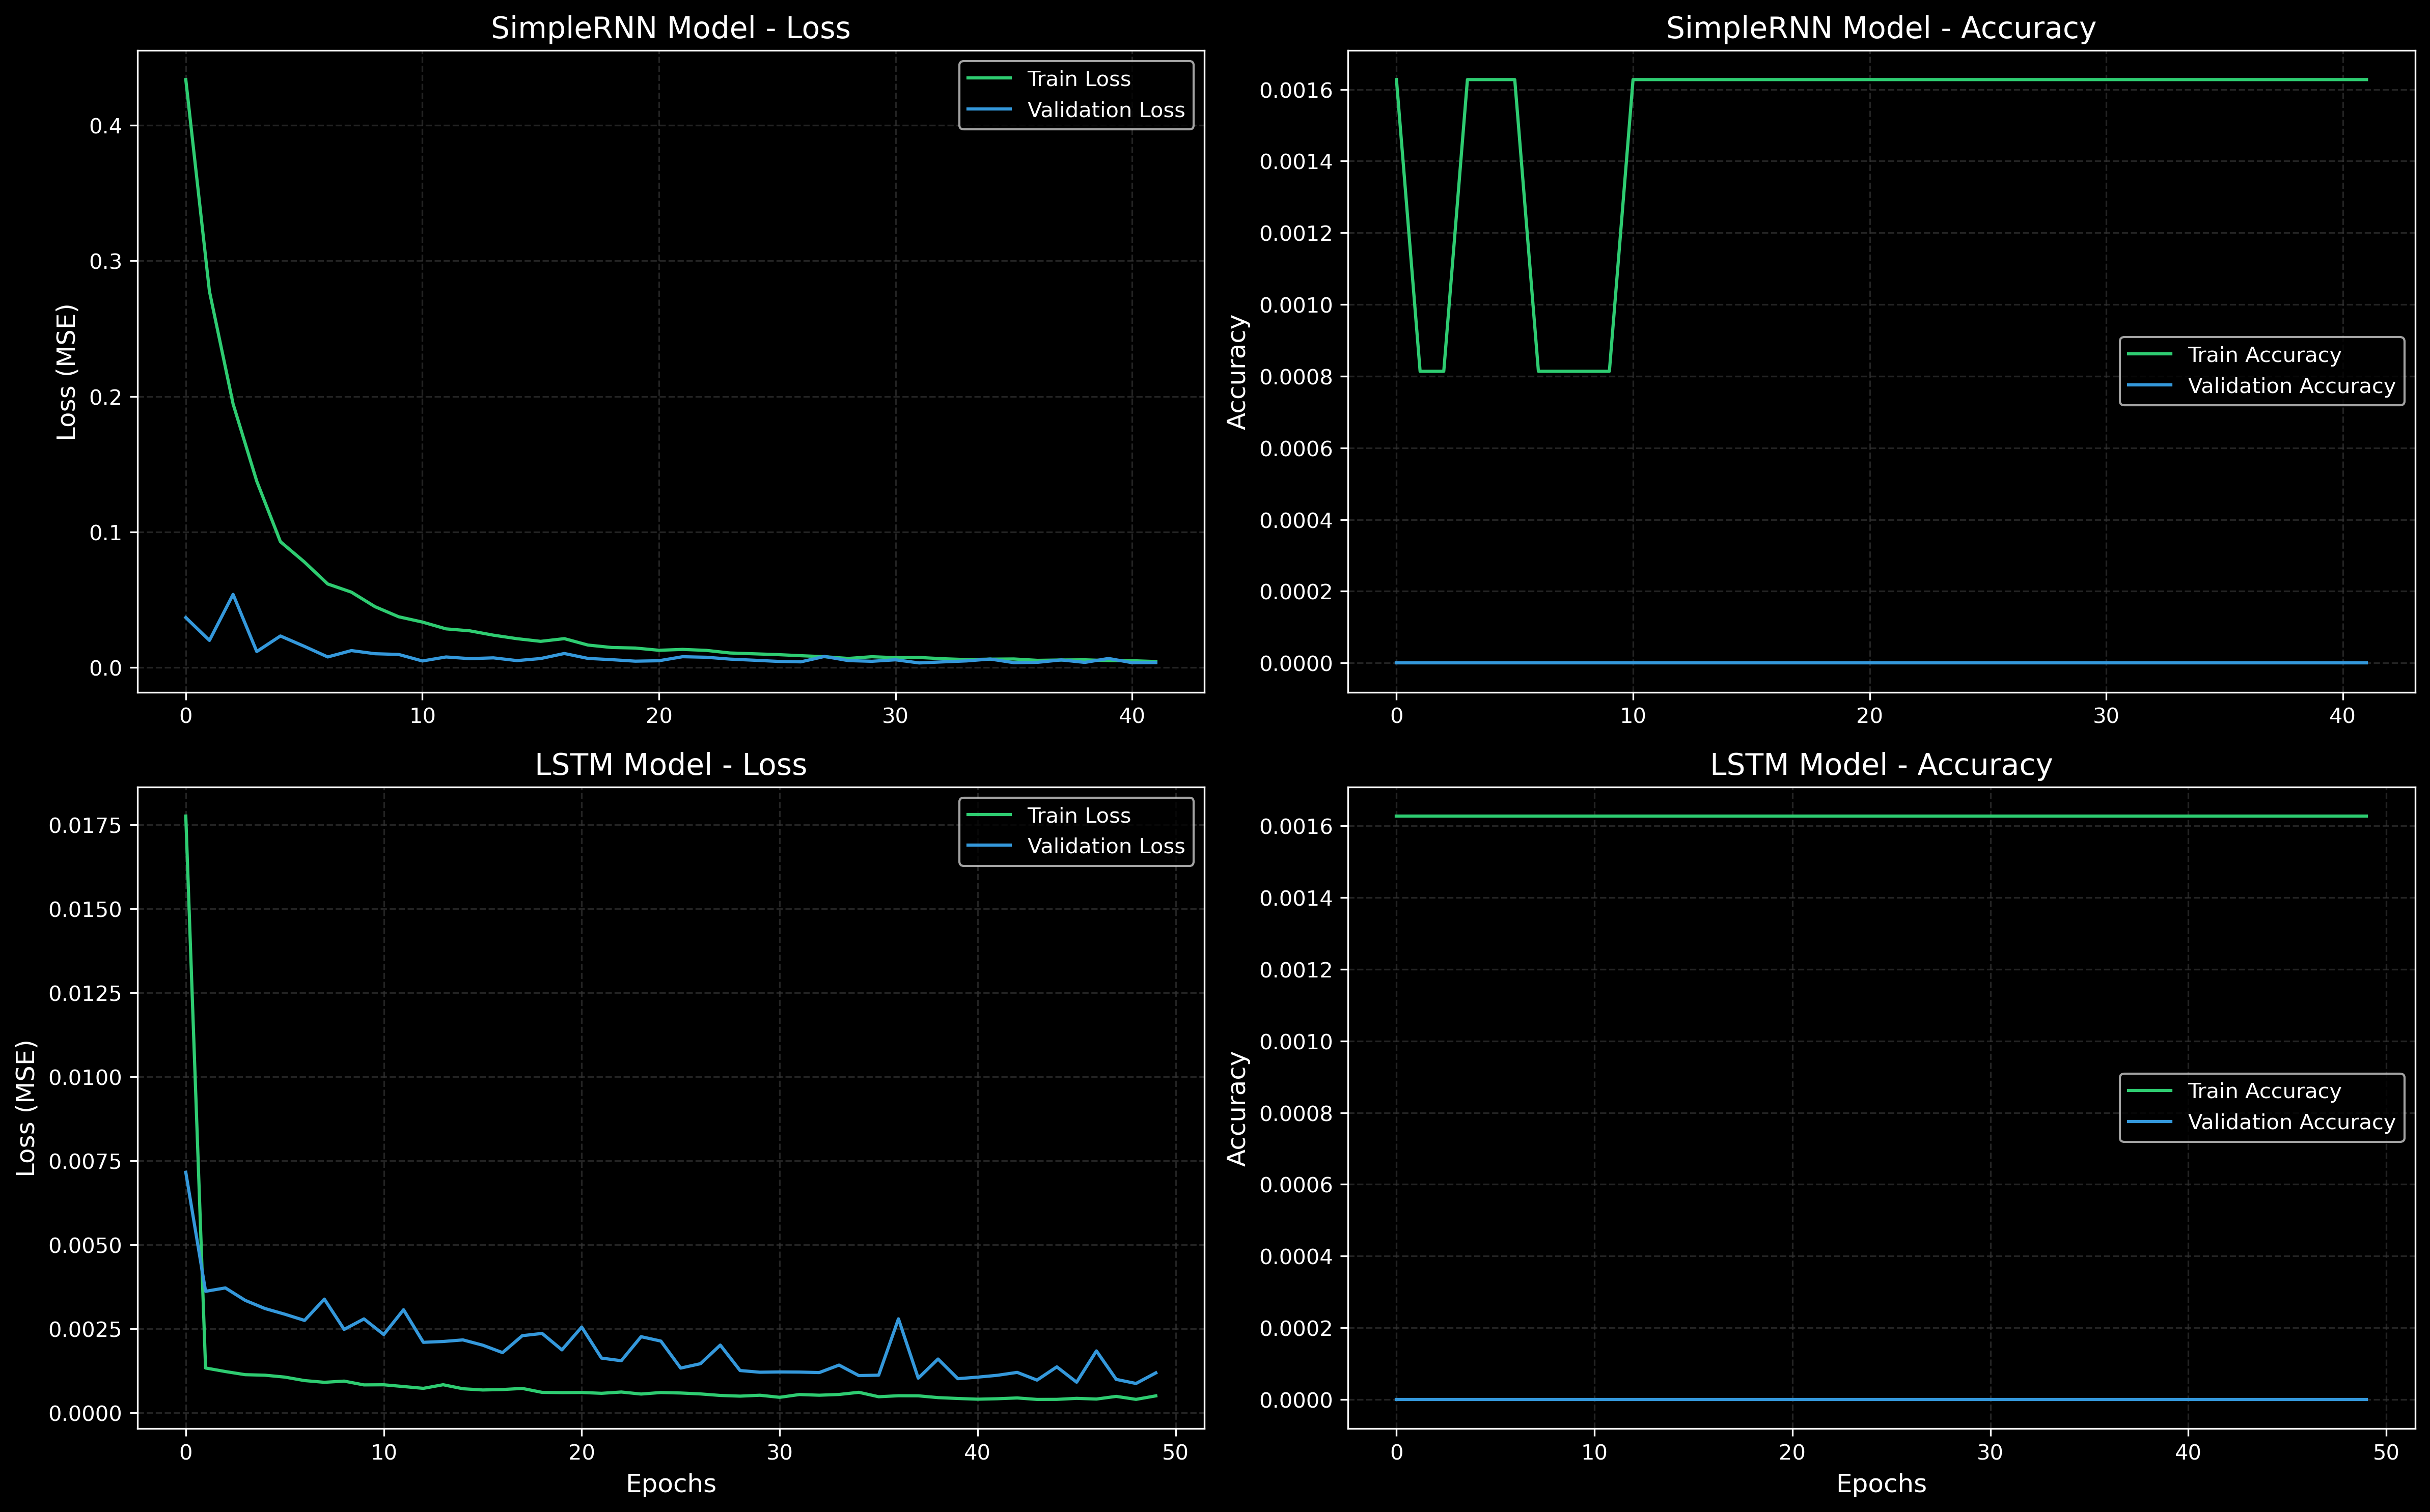 SimpleRNN Model - Loss
Loss (MSE)
0.4
0.3
0.2
0.1
0.0
0 10 20 30 40
Train Loss
Validation Loss
SimpleRNN Model - Accuracy
Accuracy
0.0016
0.0014
0.0012
0.0010
0.0008
0.0006
0.0004
0.0002
0.0000
0 10 20 30 40
Train Accuracy
Validation Accuracy
LSTM Model - Loss
Loss (MSE)
0.0175
0.0150
0.0125
0.0100
0.0075
0.0050
0.0025
0.0000
0 10 20 30 40 50
Epochs
Train Loss
Validation Loss
LSTM Model - Accuracy
Accuracy
0.0016
0.0014
0.0012
0.0010
0.0008
0.0006
0.0004
0.0002
0.0000
0 10 20 30 40 50
Epochs
Train Accuracy
Validation Accuracy